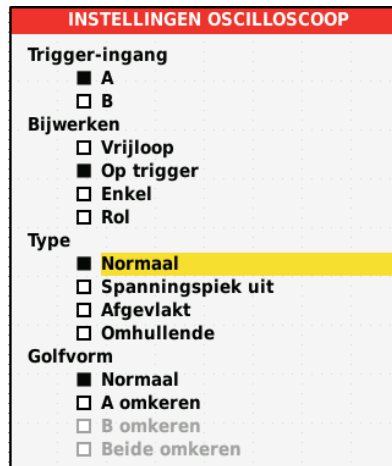 INSTELLINGEN OSCILLOSCOOP
Trigger-ingang
A
B
Bijwerken
Vrijloop
Op trigger
Enkel
Rol
Type
Normaal
Spanningspiek uit
Afgevlakt
Omhullende
Golfvorm
Normaal
A omkeren
B omkeren
Beide omkeren